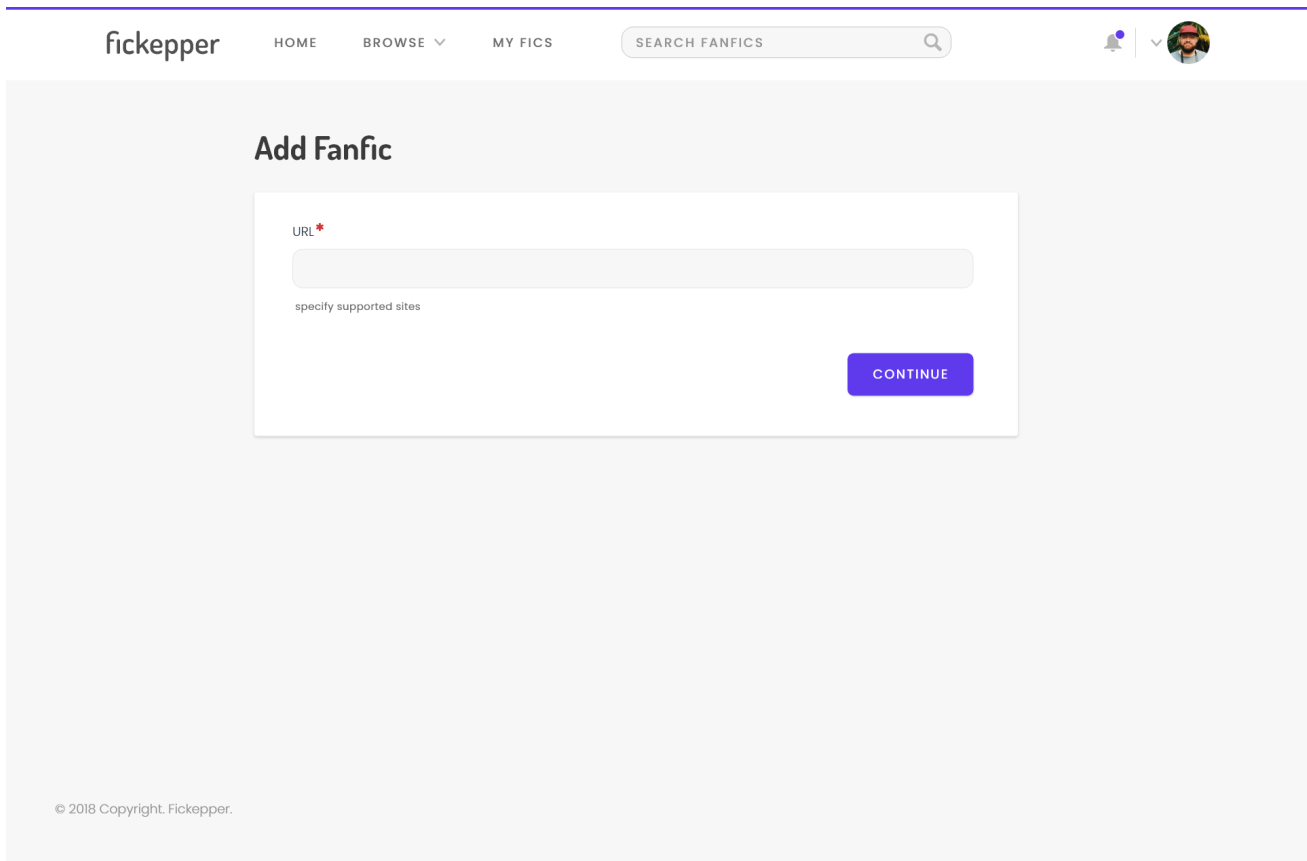 fickepper HOME BROWSE MY FICS SEARCH FANFICS
Add Fanfic
URL*
specify supported sites
CONTINUE
© 2018 Copyright. Fickepper.